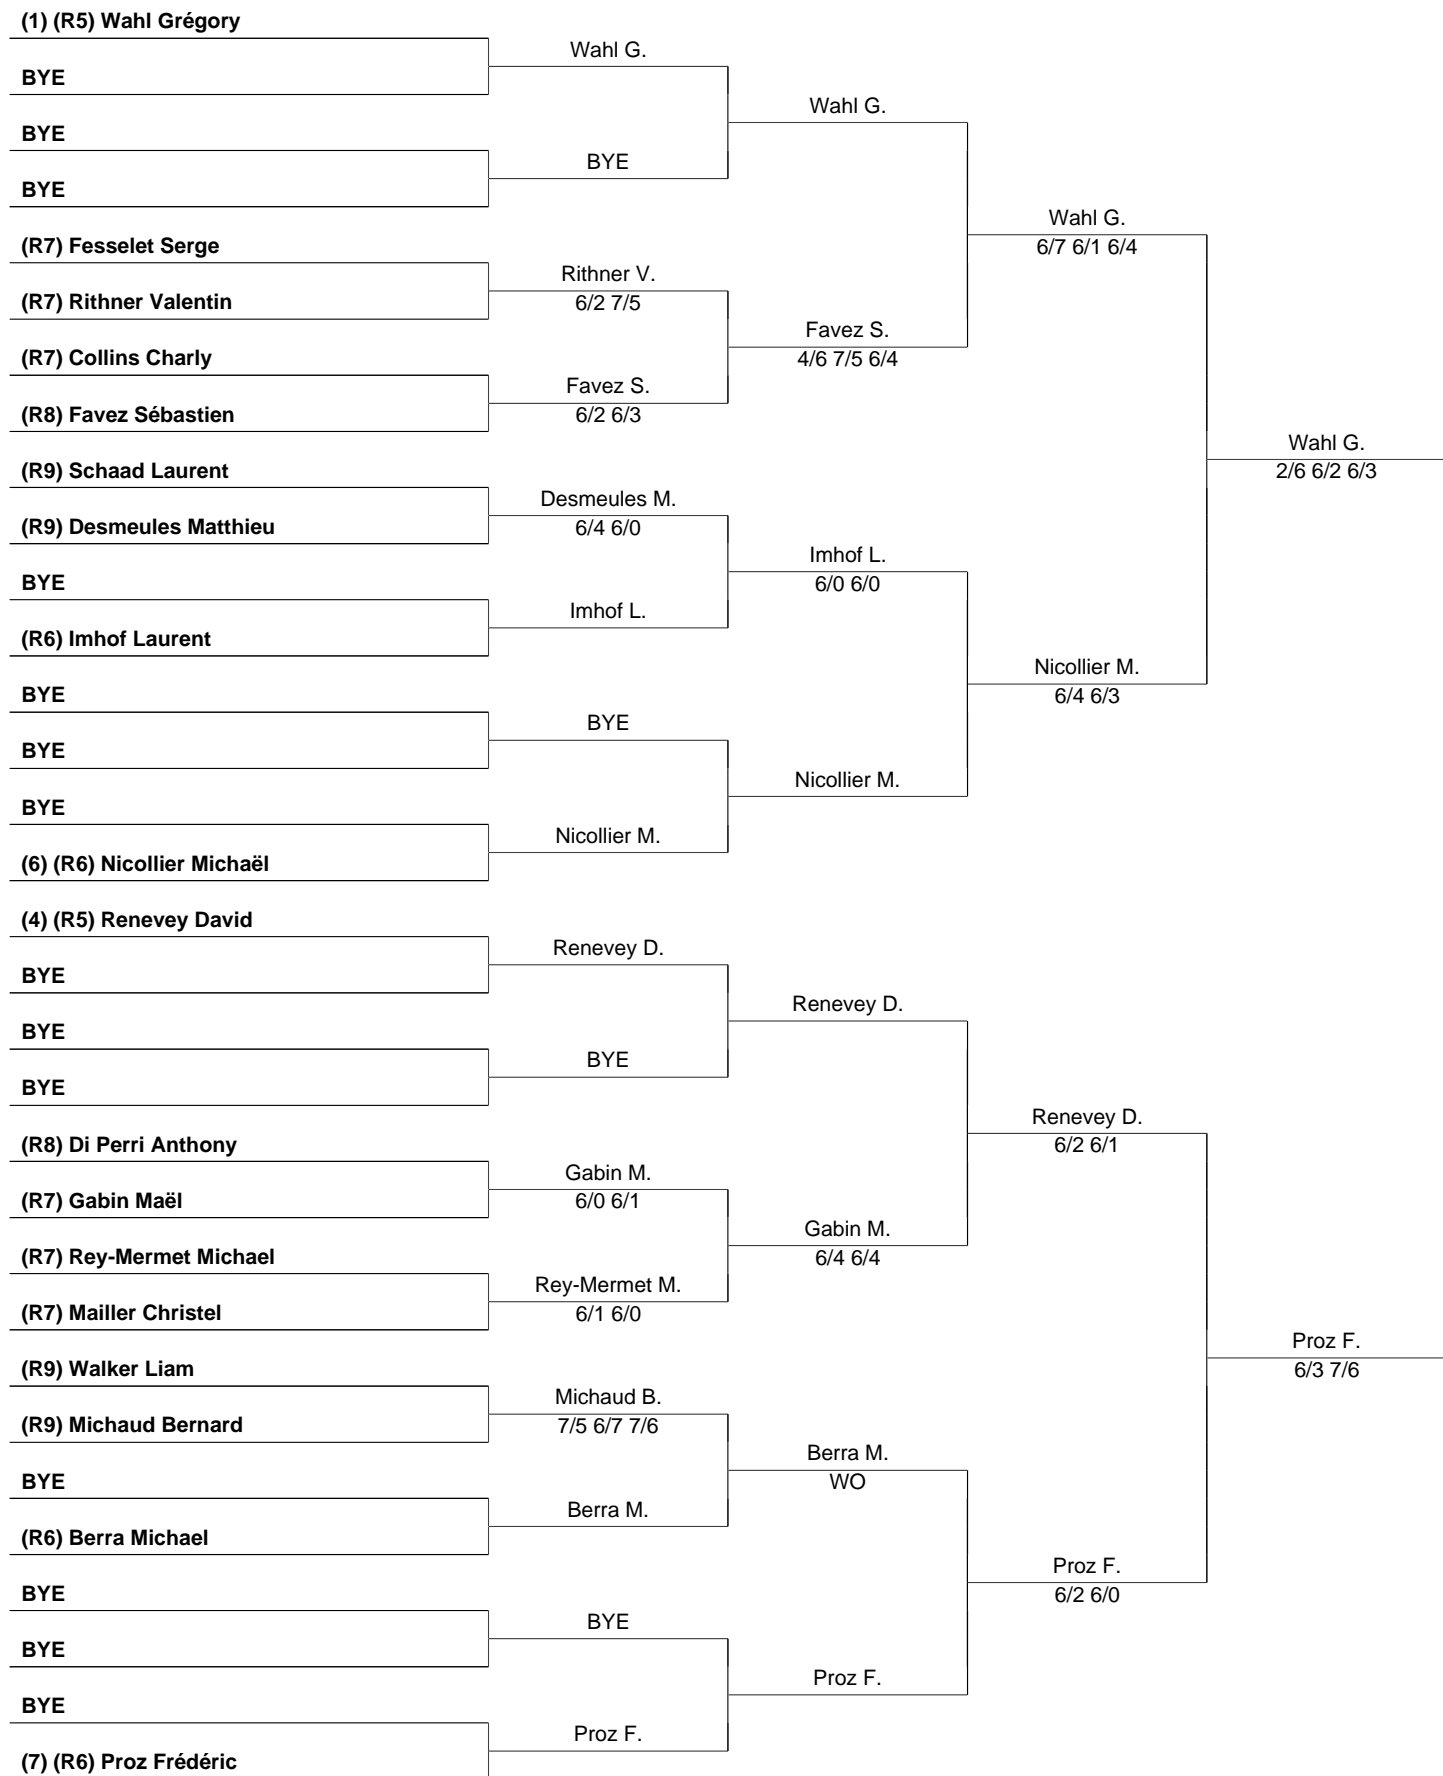 (1) (R5) Wahl Grégory
Wahl G.
BYE
Wahl G.
BYE
BYE
BYE
Wahl G.
6/7 6/1 6/4
(R7) Fesselet Serge
Rithner V.
6/2 7/5
(R7) Rithner Valentin
Favez S.
4/6 7/5 6/4
(R7) Collins Charly
Favez S.
6/2 6/3
(R8) Favez Sébastien
Wahl G.
2/6 6/2 6/3
(R9) Schaad Laurent
Desmeules M.
6/4 6/0
(R9) Desmeules Matthieu
Imhof L.
6/0 6/0
BYE
Imhof L.
(R6) Imhof Laurent
Nicollier M.
6/4 6/3
BYE
BYE
BYE
Nicollier M.
BYE
Nicollier M.
(6) (R6) Nicollier Michaël
(4) (R5) Renevey David
Renevey D.
BYE
Renevey D.
BYE
BYE
BYE
Renevey D.
6/2 6/1
(R8) Di Perri Anthony
Gabin M.
6/0 6/1
(R7) Gabin Maël
Gabin M.
6/4 6/4
(R7) Rey-Mermet Michael
Rey-Mermet M.
6/1 6/0
(R7) Mailler Christel
Proz F.
6/3 7/6
(R9) Walker Liam
Michaud B.
7/5 6/7 7/6
(R9) Michaud Bernard
Berra M.
WO
BYE
Berra M.
(R6) Berra Michael
Proz F.
6/2 6/0
BYE
BYE
BYE
Proz F.
BYE
Proz F.
(7) (R6) Proz Frédéric